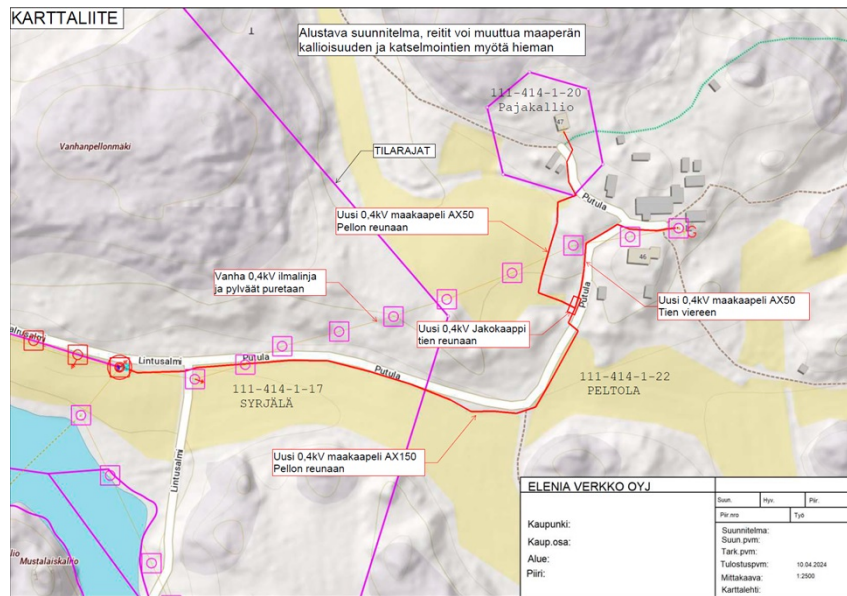 KARTTALIITE
Alustava suunnitelma, reitit voi muuttua maaperän
kallioisuuden ja katselmointien myötä hieman
111-414-1-20
Pajakallio
47
Vanhanpellonmäki
TILARAJAT
Putula
Uusi 0,4kV maakaapeli AX50
Pellon reunaan
46
Vanha 0,4kV ilmalinja
ja pylväät puretaan
Putula
Uusi 0,4kV maakaapeli AX50
Tien viereen
Uusi 0,4kV Jakokaappi
tien reunaan
Lintusalmi
Putula
Putula
111-414-1-17
SYRJÄLÄ
111-414-1-22
PELTOLA
Lintusalmi
Uusi 0,4kV maakaapeli AX150
Pellon reunaan
Mustalaiskallio
ELENIA VERKKO OYJ
Kaupunki:
Kaup.osa:
Alue:
Piiri:
Suun. Hyv. Piir.
Piir.nro Työ
Suunnitelma:
Suun.pvm:
Tark.pvm:
Tulostuspvm: 10.04.2024
Mittakaava: 1:2500
Karttalehti: